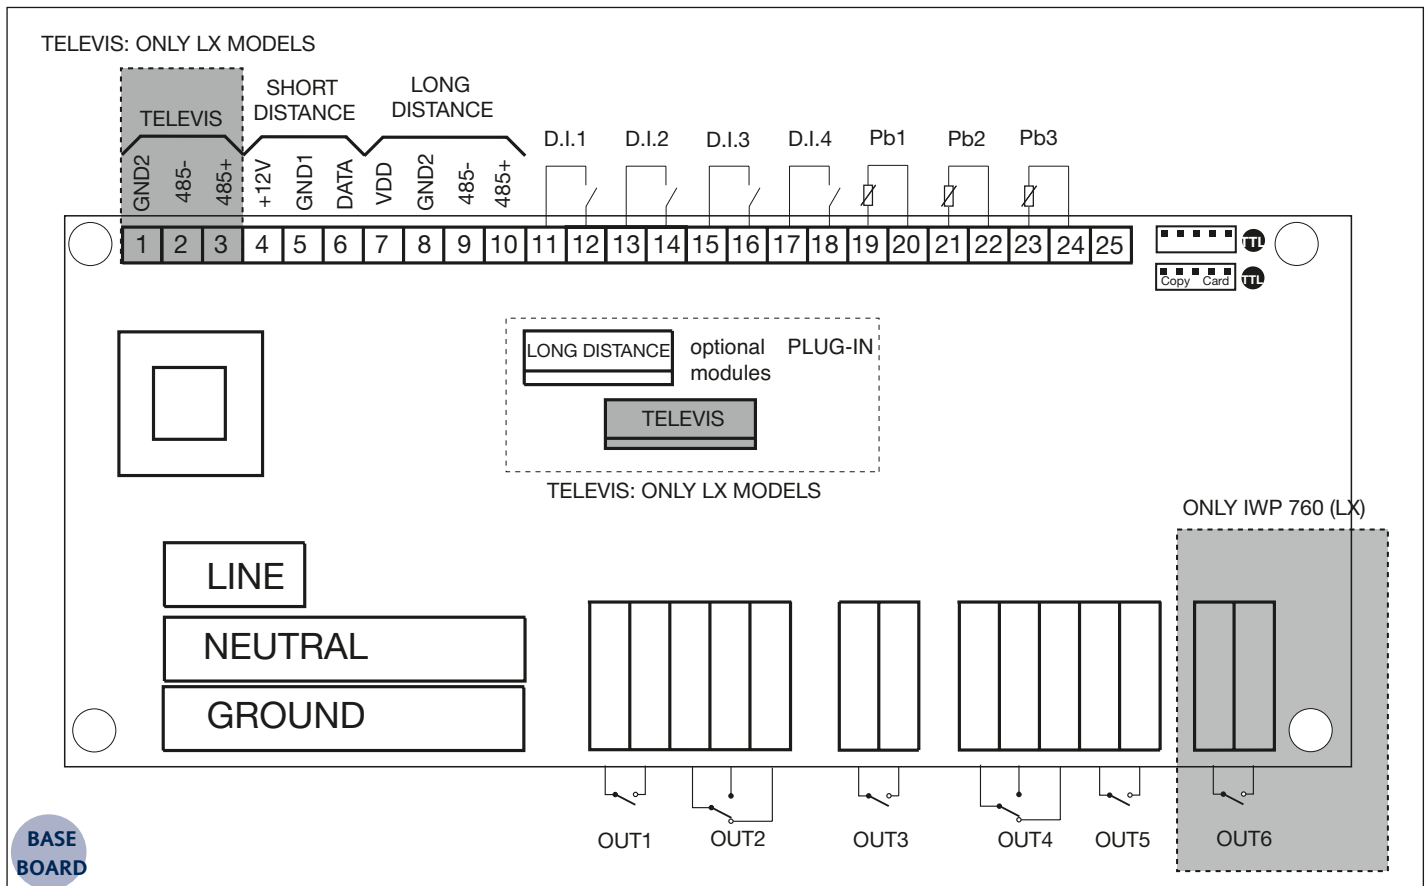 TELEVIS: ONLY LX MODELS
SHORT
DISTANCE
LONG
DISTANCE
TELEVIS
D.I.1 D.I.2 D.I.3 D.I.4 Pb1 Pb2 Pb3
GND2 485- 485+ +12V GND1 DATA VDD GND2 485- 485+
1 2 3 4 5 6 7 8 9 10 11 12 13 14 15 16 17 18 19 20 21 22 23 24 25
TTL
Copy Card TTL
LONG DISTANCE
optional PLUG-IN
modules
TELEVIS
TELEVIS: ONLY LX MODELS
ONLY IWP 760 (LX)
LINE
NEUTRAL
GROUND
OUT1 OUT2 OUT3 OUT4 OUT5 OUT6
BASE
BOARD